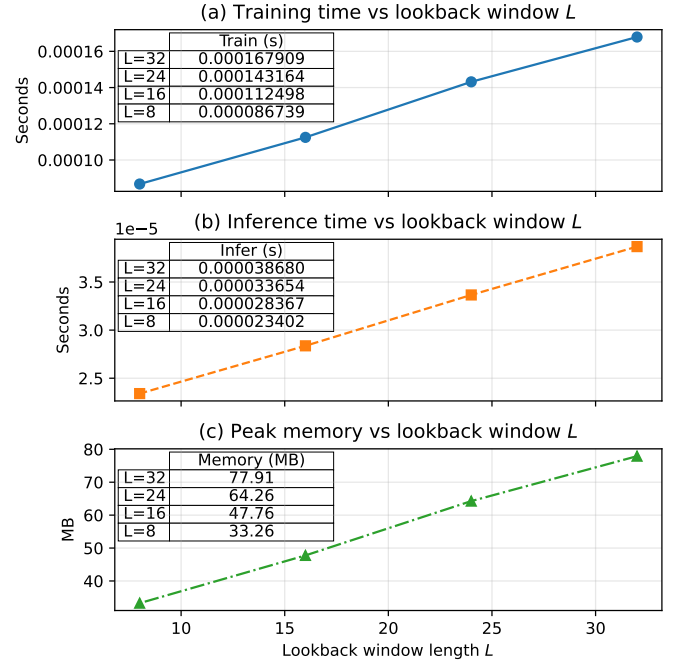 (a) Training time vs lookback window L
Seconds
0.00016
0.00014
0.00012
0.00010
Train (s)
L=32 0.000167909
L=24 0.000143164
L=16 0.000112498
L=8 0.000086739
(b) Inference time vs lookback window L
1e−5
Seconds
3.5
3.0
2.5
Infer (s)
L=32 0.000038680
L=24 0.000033654
L=16 0.000028367
L=8 0.000023402
(c) Peak memory vs lookback window L
MB
80
70
60
50
40
Memory (MB)
L=32 77.91
L=24 64.26
L=16 47.76
L=8 33.26
10 15 20 25 30
Lookback window length L